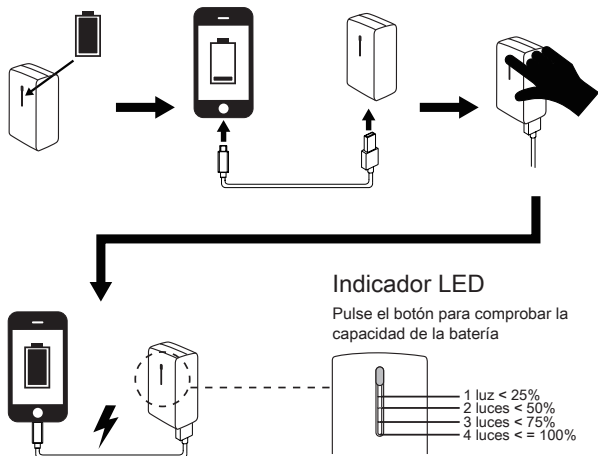 Indicador LED
Pulse el botón para comprobar la
capacidad de la batería
1 luz < 25%
2 luces < 50%
3 luces < 75%
4 luces < = 100%